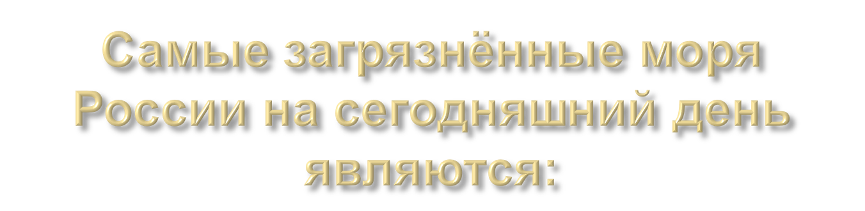 Самые загрязнённые моря
России на сегодняшний день
являются: